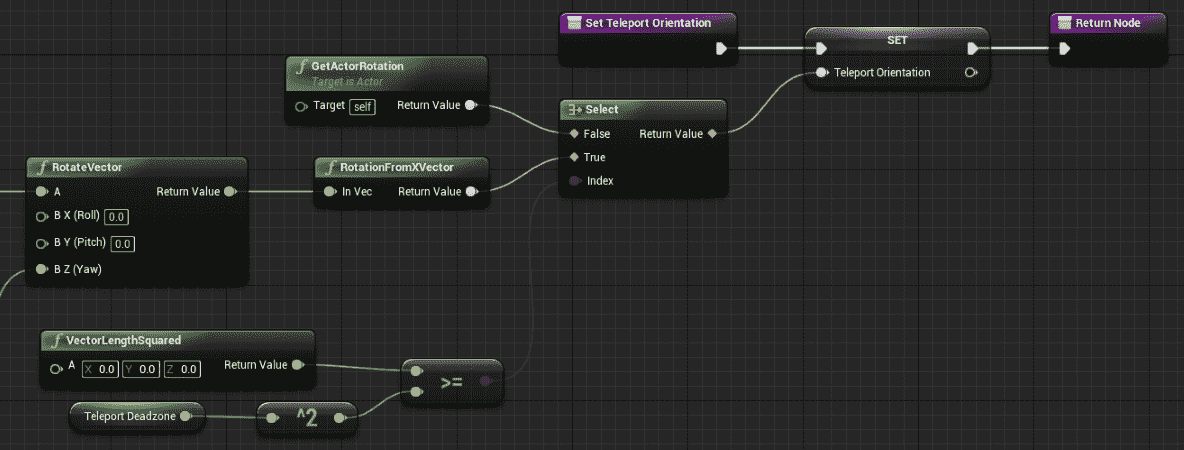 Set Teleport Orientation
SET
Return Node
Teleport Orientation
f GetActorRotation
Target is Actor
Target self Return Value
Select
False Return Value
True
Index
f RotateVector
A Return Value
B X (Roll) 0.0
B Y (Pitch) 0.0
B Z (Yaw)
f RotationFromXVector
In Vec Return Value
f VectorLengthSquared
A X 0.0 Y 0.0 Z 0.0 Return Value
>=
Teleport Deadzone
^2